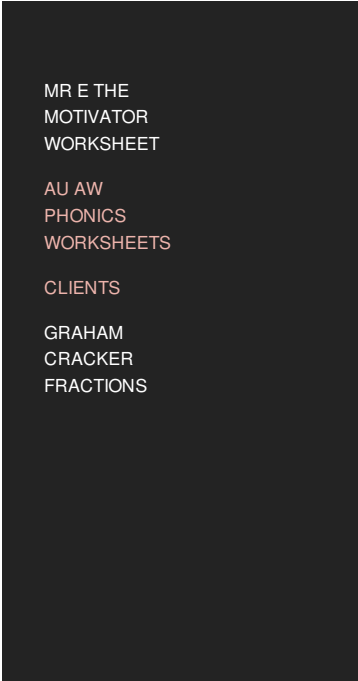 MR E THE
MOTIVATOR
WORKSHEET
AU AW
PHONICS
WORKSHEETS
CLIENTS
GRAHAM
CRACKER
FRACTIONS